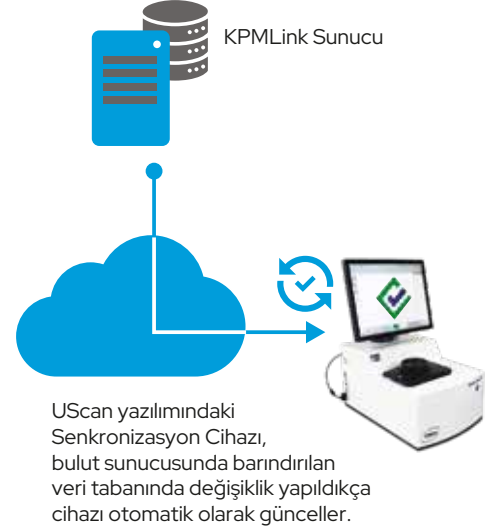 KPMLink Sunucu
UScan yazılımındaki
Senkronizasyon Cihazı,
bulut sunucusunda barındırılan
veri tabanında değişiklik yapıldıkça
cihazı otomatik olarak günceller.